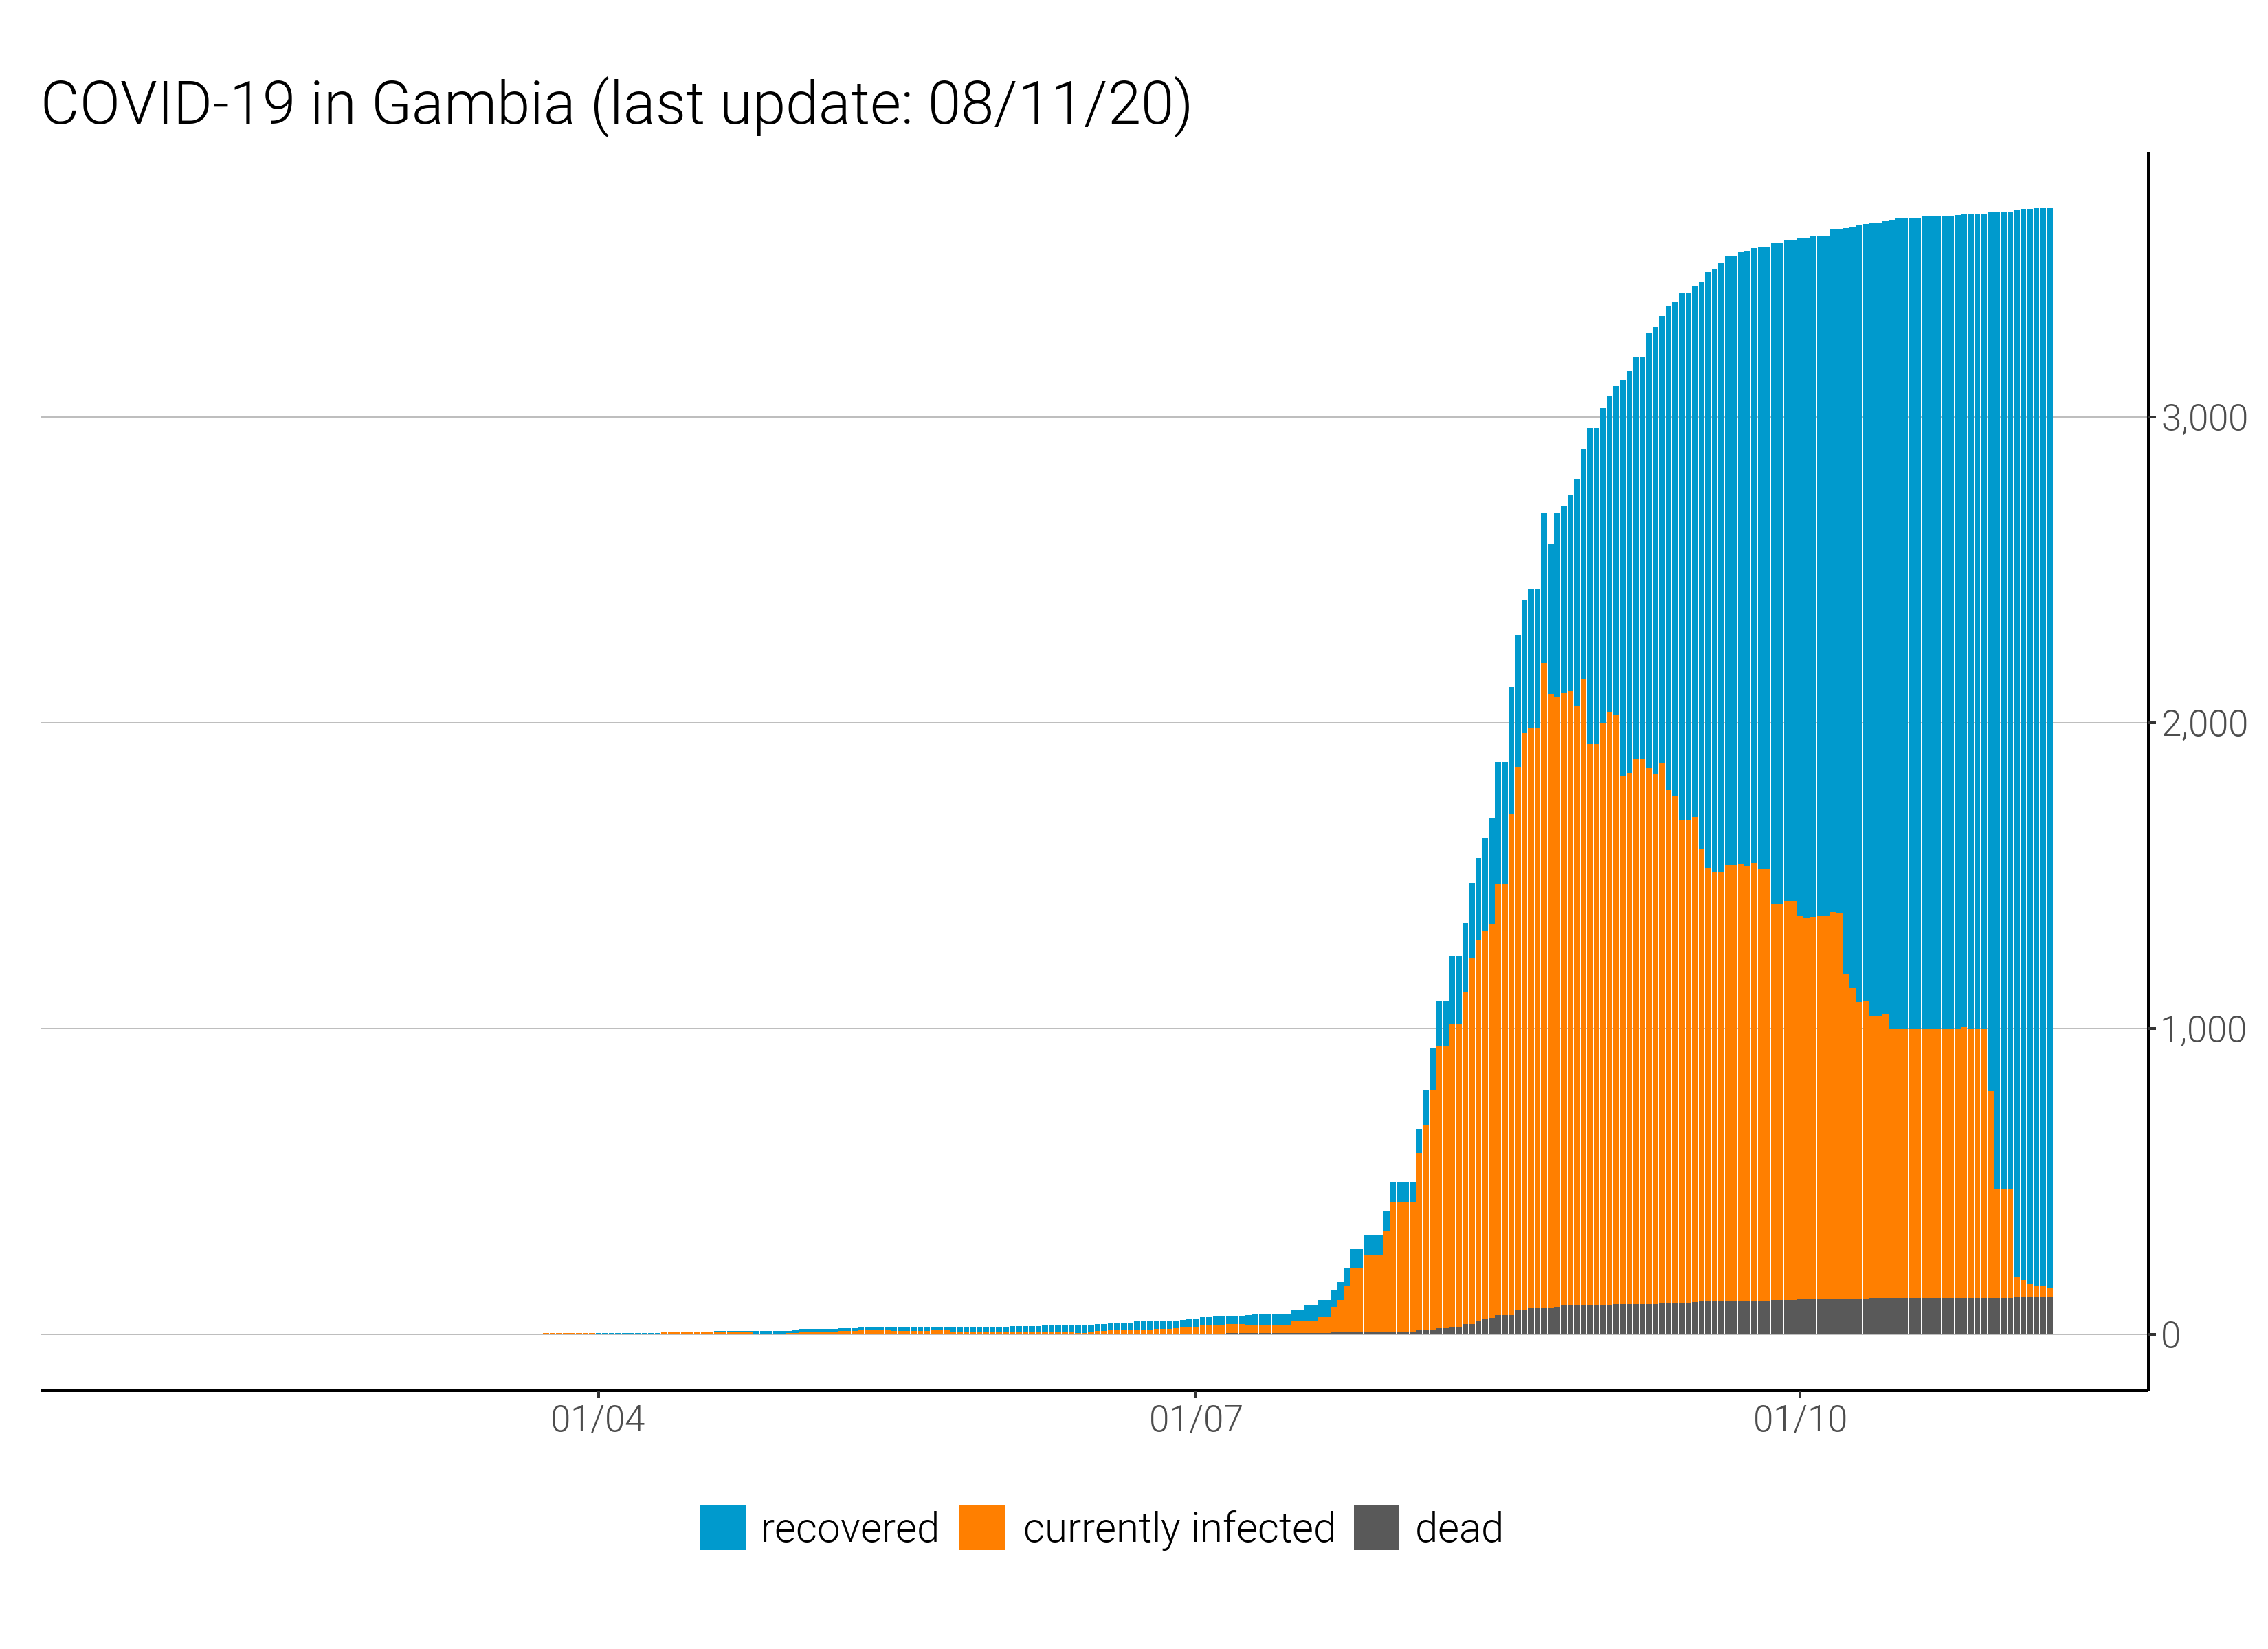 COVID-19 in Gambia (last update: 08/11/20)
3,000
2,000
1,000
0
01/04 01/07 01/10
recovered currently infected dead